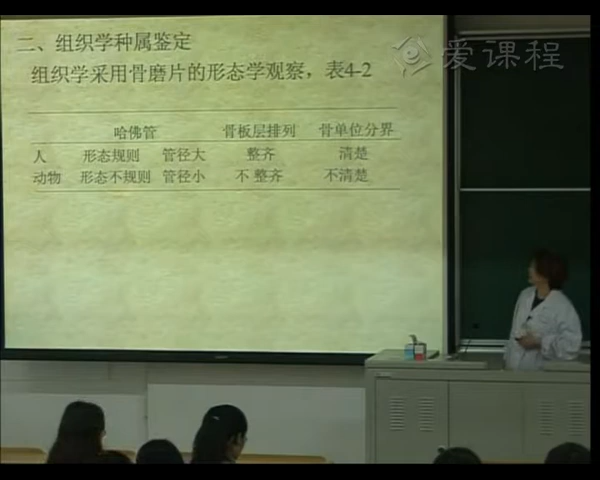 爱课程
二、组织学种属鉴定
组织学采用骨磨片的形态学观察，表4-2
哈佛管 骨板层排列 骨单位分界
人 形态规则 管径大 整齐 清楚
动物 形态不规则 管径小 不 整齐 不清楚